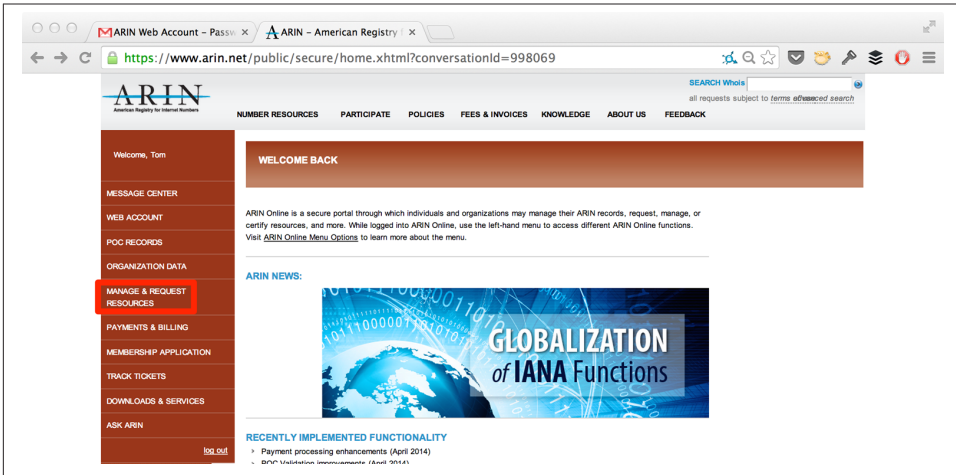 ARIN Web Account – Passw
ARIN – American Registry
https://www.arin.net/public/secure/home.xhtml?conversationId=998069
ARIN
American Registry for Internet Numbers
SEARCH Whois
all requests subject to terms of
search
NUMBER RESOURCES PARTICIPATE POLICIES FEES & INVOICES KNOWLEDGE ABOUT US FEEDBACK
Welcome, Tom
MESSAGE CENTER
WEB ACCOUNT
POC RECORDS
ORGANIZATION DATA
MANAGE & REQUEST
RESOURCES
PAYMENTS & BILLING
MEMBERSHIP APPLICATION
TRACK TICKETS
DOWNLOADS & SERVICES
ASK ARIN
log out
WELCOME BACK
ARIN Online is a secure portal through which individuals and organizations may manage their ARIN records, request, manage, or
certify resources, and more. While logged into ARIN Online, use the left-hand menu to access different ARIN Online functions.
Visit ARIN Online Menu Options to learn more about the menu.
ARIN NEWS:
GLOBALIZATION
of IANA Functions
RECENTLY IMPLEMENTED FUNCTIONALITY
Payment processing enhancements (April 2014)
POC Validation improvements (April 2014)